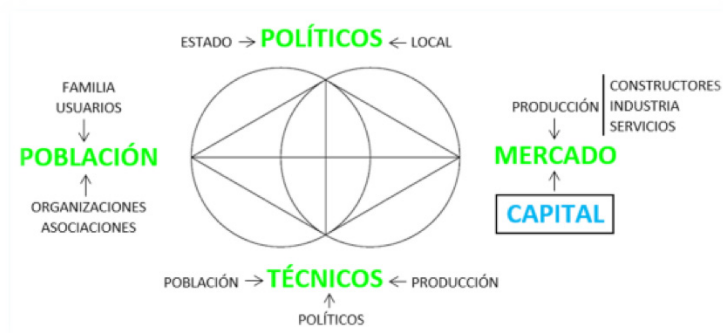 ESTADO → POLÍTICOS ← LOCAL
FAMILIA
USUARIOS
POBLACIÓN
ORGANIZACIONES
ASOCIACIONES
CONSTRUCTORES
PRODUCCIÓN
INDUSTRIA
SERVICIOS
MERCADO
CAPITAL
POBLACIÓN → TÉCNICOS ← PRODUCCIÓN
POLÍTICOS